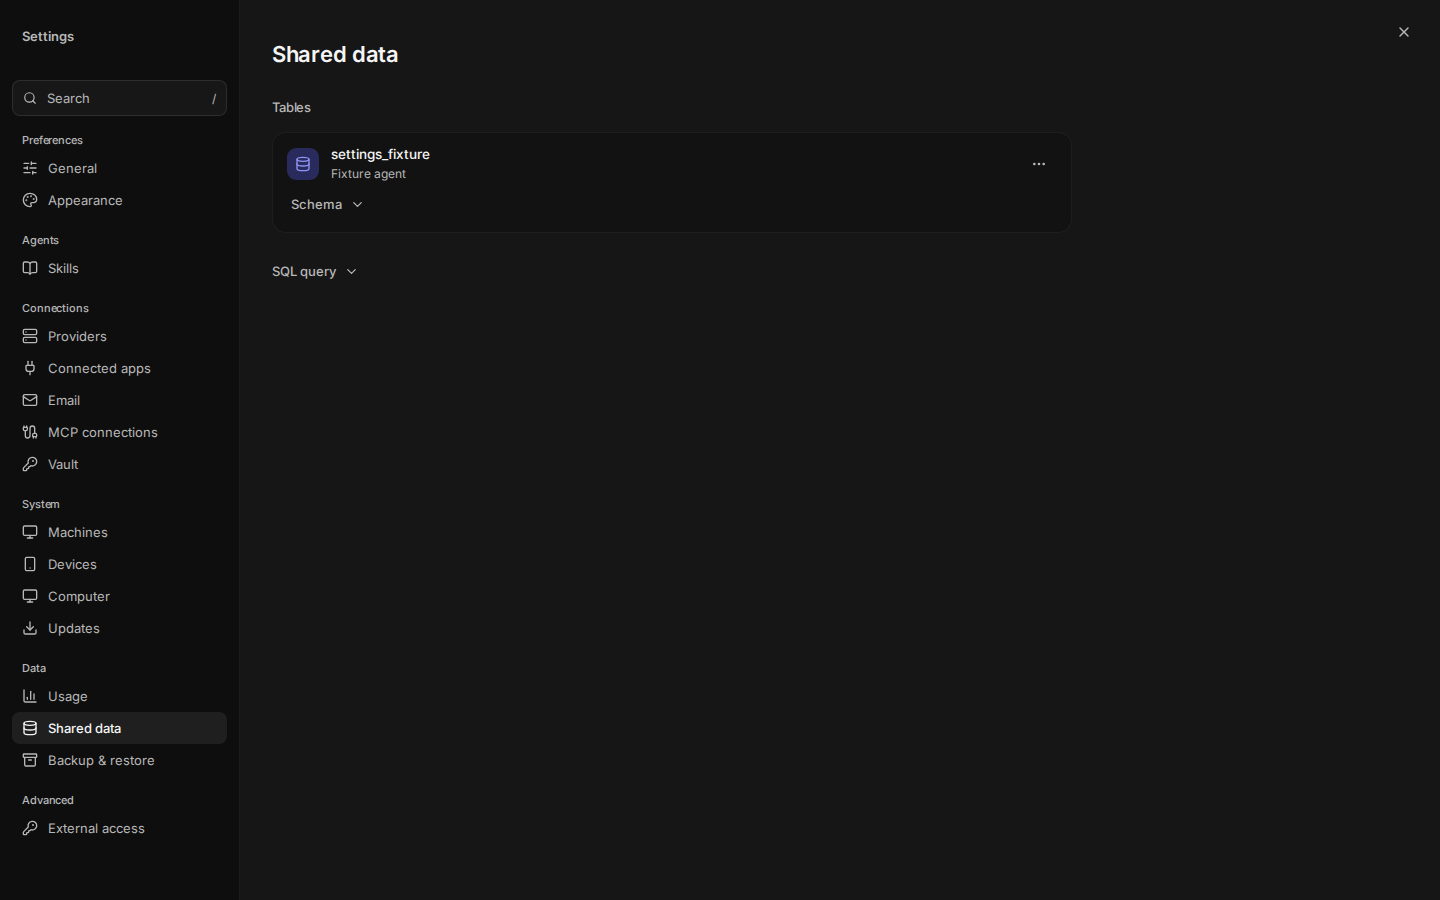 Settings
Search /
Preferences
General
Appearance
Agents
Skills
Connections
Providers
Connected apps
Email
MCP connections
Vault
System
Machines
Devices
Computer
Updates
Data
Usage
Shared data
Backup & restore
Advanced
External access
Shared data
Tables
settings_fixture
Fixture agent
Schema
SQL query